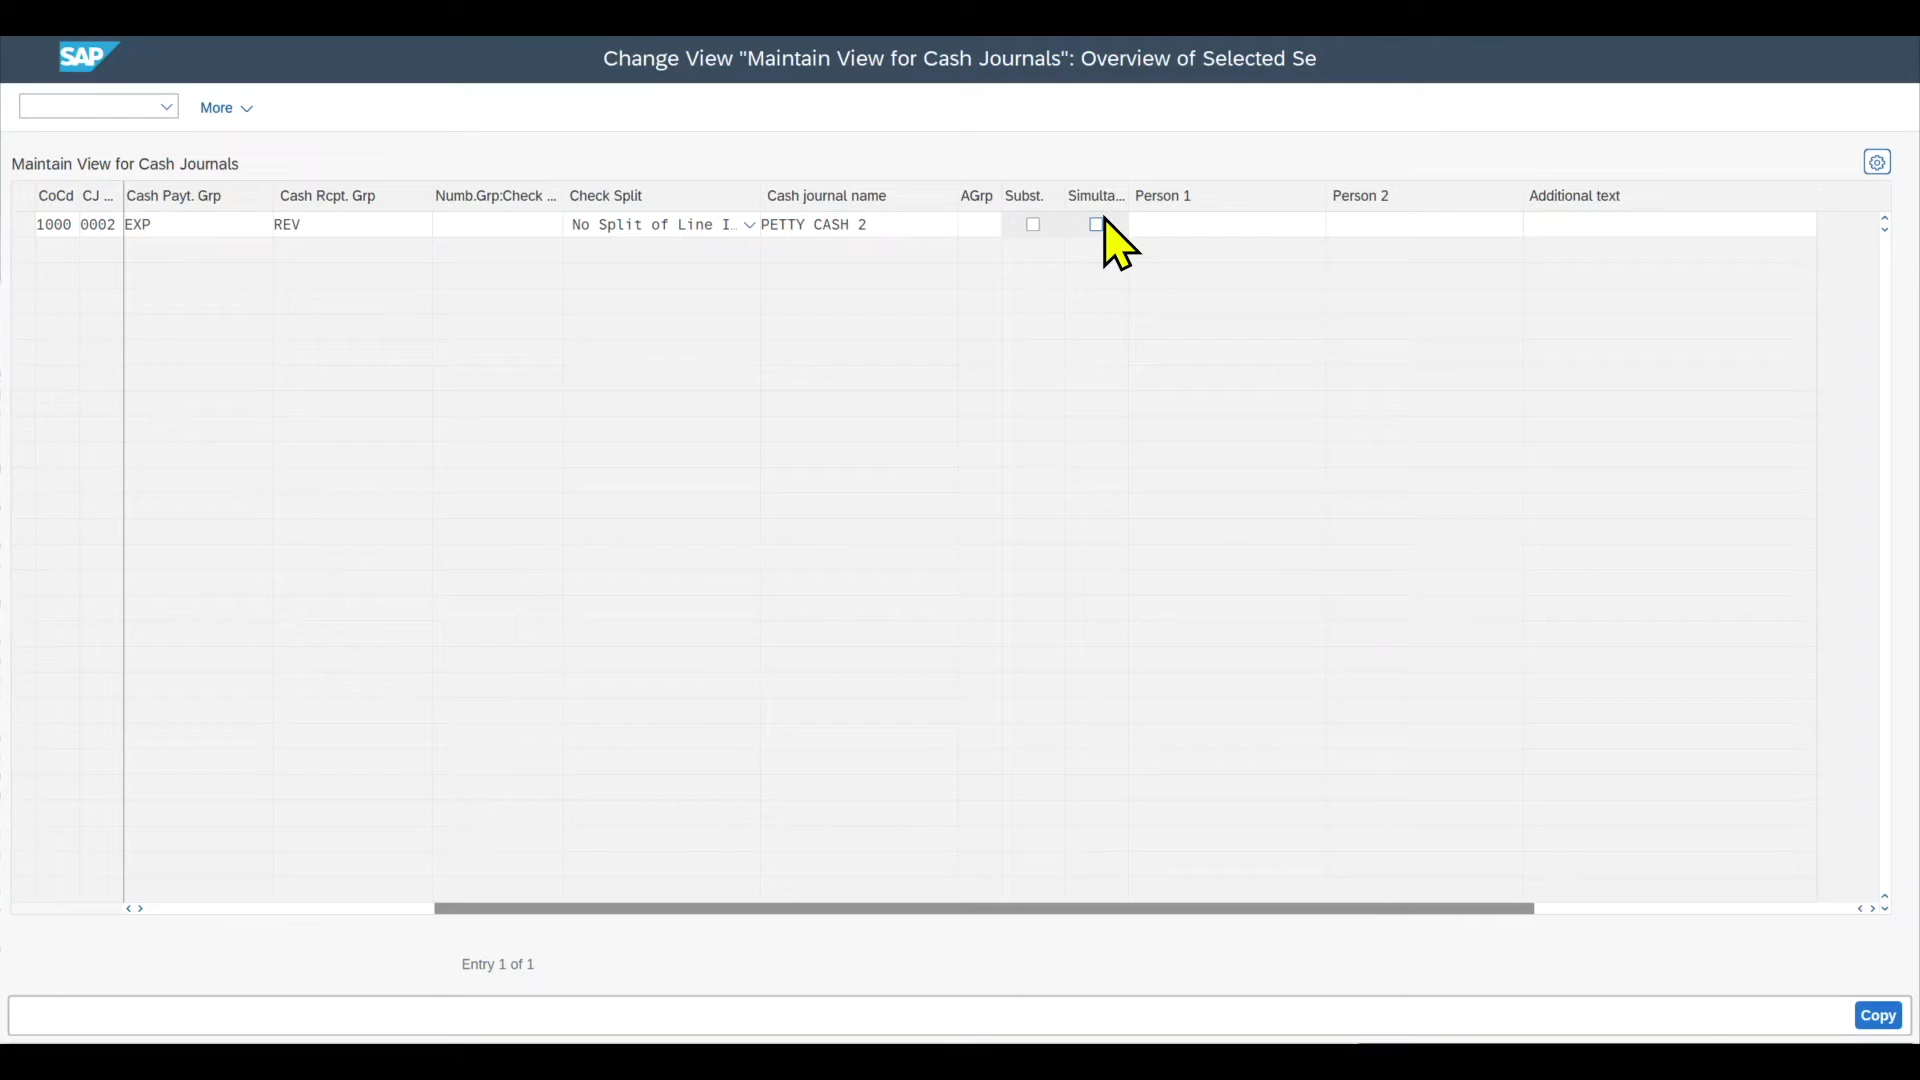 SAP
Change View "Maintain View for Cash Journals": Overview of Selected Se
More
Maintain View for Cash Journals
CoCd CJ ... Cash Payt. Grp Cash Rcpt. Grp Numb.Grp:Check ... Check Split Cash journal name AGrp Subst. Simulta... Person 1 Person 2 Additional text
1000 0002 EXP REV No Split of Line I... PETTY CASH 2
Entry 1 of 1
Copy